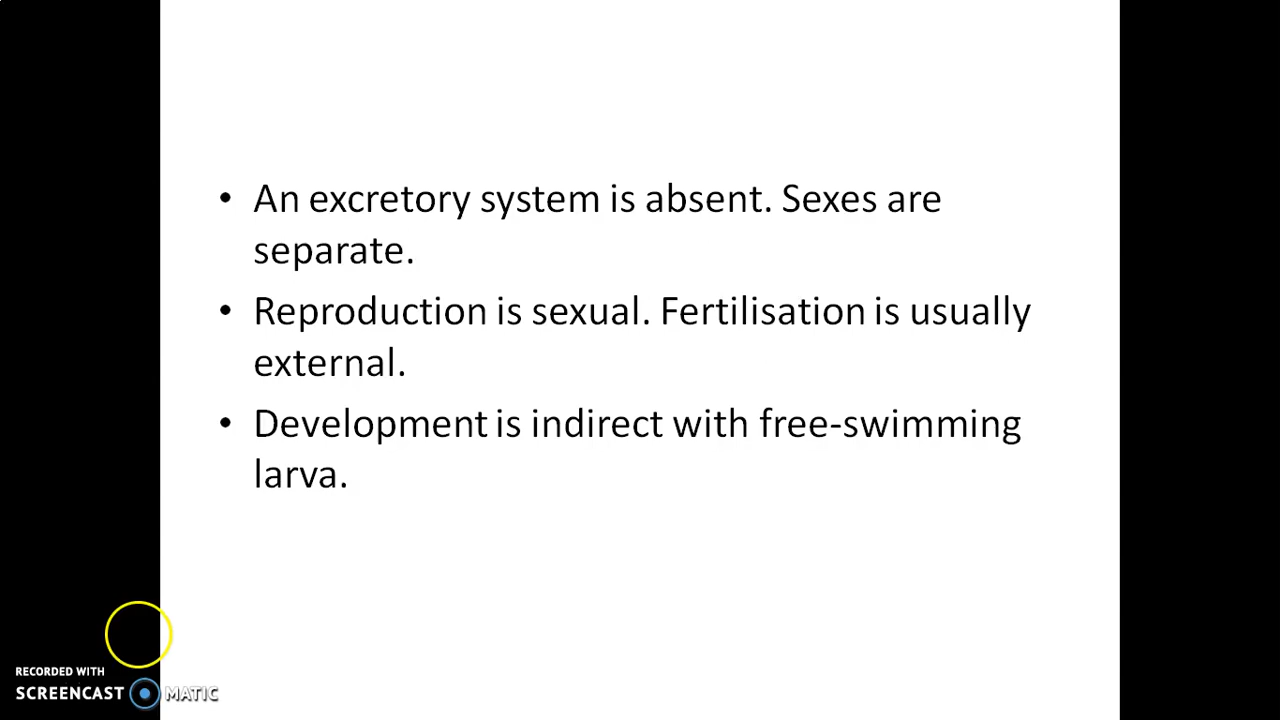 • An excretory system is absent. Sexes are
separate.
• Reproduction is sexual. Fertilisation is usually
external.
• Development is indirect with free-swimming
larva.
RECORDED WITH
SCREENCAST MATIC